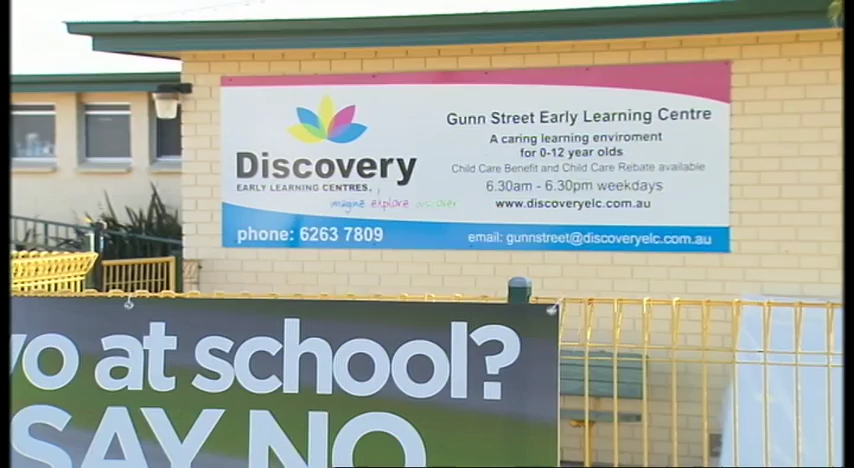 Discovery
EARLY LEARNING CENTRES.
imagine explore discover
phone: 6263 7809
Gunn Street Early Learning Centre
A caring learning enviroment
for 0-12 year olds
Child Care Benefit and Child Care Rebate available
6.30am - 6.30pm weekdays
www.discoveryelc.com.au
email: gunnstreet@discoveryelc.com.au
at school?
SAY NO